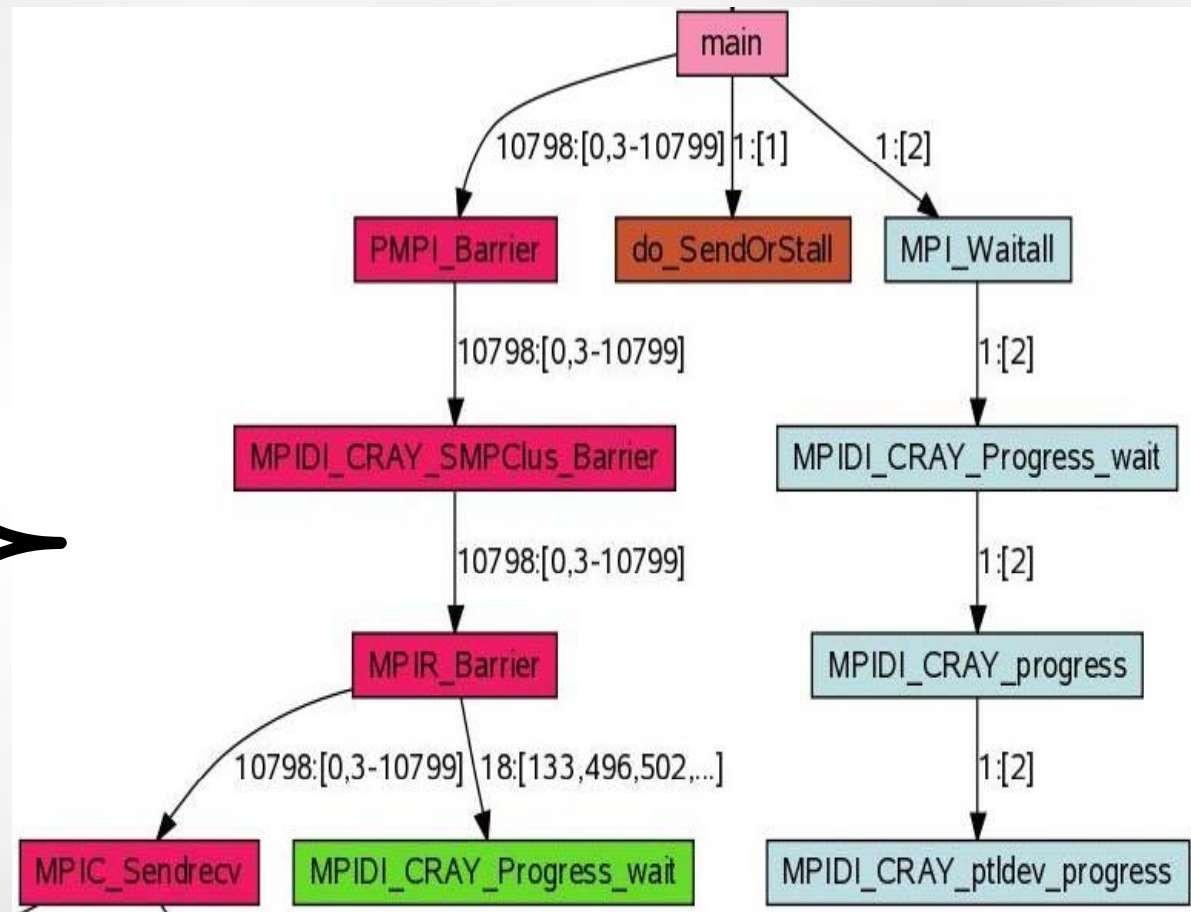 main
10798:[0,3-10799]
1:[1]
1:[2]
PMPI_Barrier
do_SendOrStall
MPI_Waitall
10798:[0,3-10799]
1:[2]
MPIDI_CRAY_SMPClus_Barrier
MPIDI_CRAY_Progress_wait
10798:[0,3-10799]
1:[2]
MPIR_Barrier
MPIDI_CRAY_progress
10798:[0,3-10799]
18:[133,496,502,...]
1:[2]
MPIC_Sendrecv
MPIDI_CRAY_Progress_wait
MPIDI_CRAY_ptldev_progress